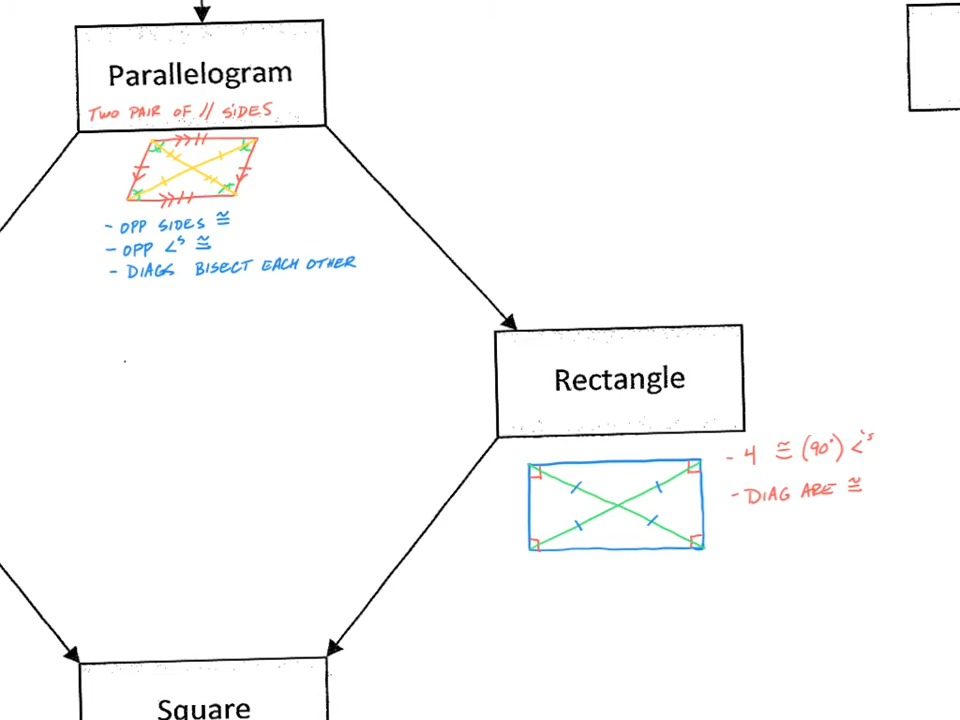 Parallelogram
TWO PAIR OF // SIDES
- OPP SIDES ≅
- OPP ∠S ≅
- DIAGS BISECT EACH OTHER
Rectangle
- 4 ≅ (90°) ∠'s
- DIAG ARE ≅
Square